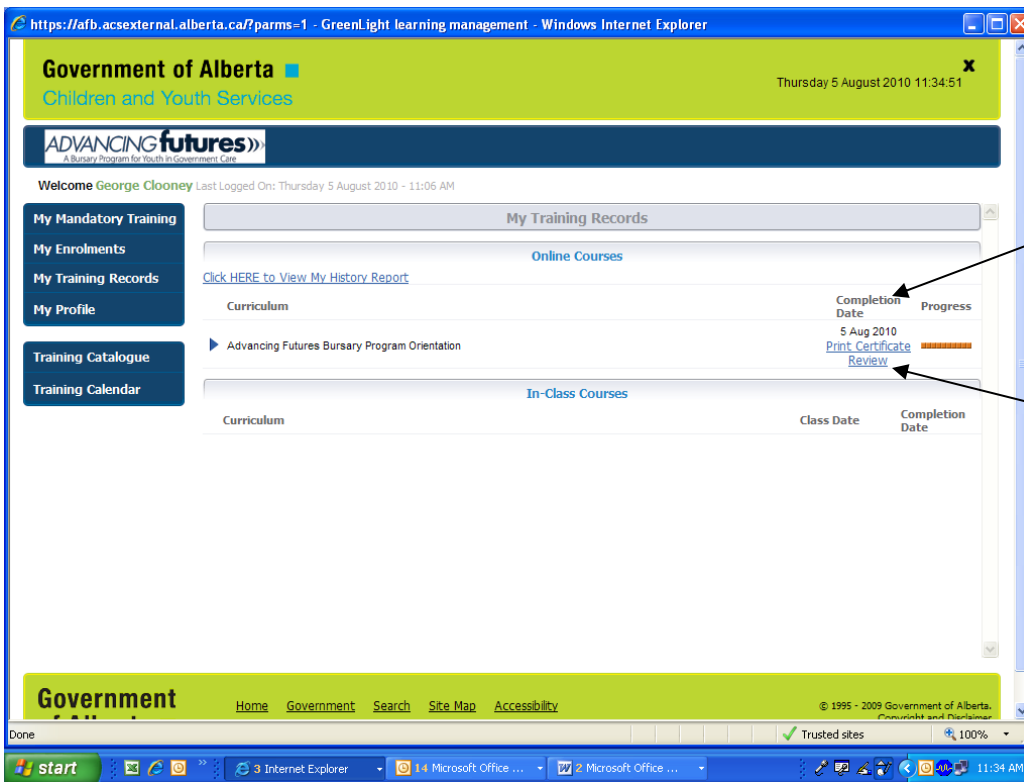 https://afb.acsexternal.alberta.ca/?parms=1 - GreenLight learning management - Windows Internet Explorer
Government of Alberta
Children and Youth Services
x
Thursday 5 August 2010 11:34:51
ADVANCING futures
A Bursary Program for Youth in Government Care
Welcome George Clooney Last Logged On: Thursday 5 August 2010 - 11:06 AM
My Mandatory Training
My Enrolments
My Training Records
My Profile
Training Catalogue
Training Calendar
My Training Records
Online Courses
Click HERE to View My History Report
Curriculum
Completion Date
Progress
Advancing Futures Bursary Program Orientation
5 Aug 2010
Print Certificate
Review
In-Class Courses
Curriculum
Class Date
Completion Date
Government
of Alberta
Home Government Search Site Map Accessibility
© 1995 - 2009 Government of Alberta.
Copyright and Disclaimer
Done
Trusted sites
100%
start
3 Internet Explorer
14 Microsoft Office ...
2 Microsoft Office ...
11:34 AM